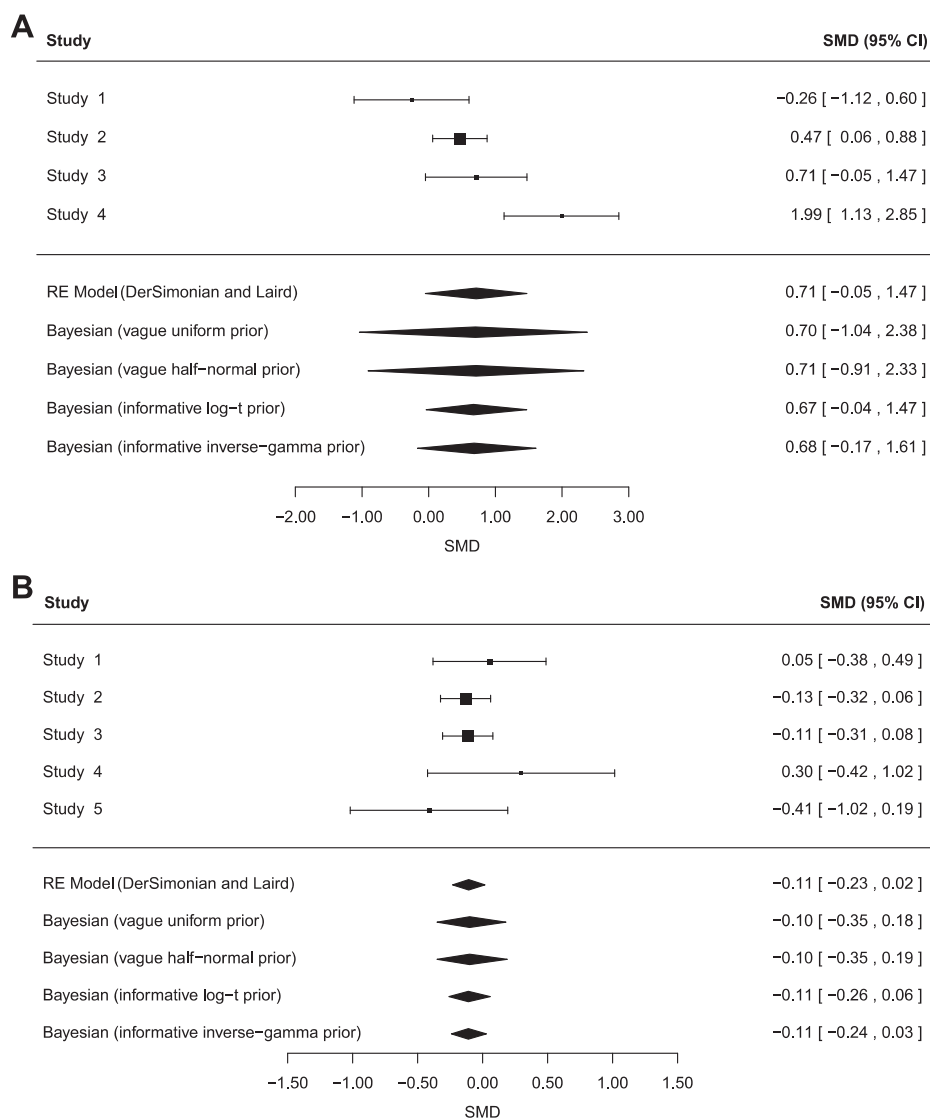 A
Study SMD (95% CI)
Study 1 −0.26 [ −1.12 , 0.60 ]
Study 2 0.47 [ 0.06 , 0.88 ]
Study 3 0.71 [ −0.05 , 1.47 ]
Study 4 1.99 [ 1.13 , 2.85 ]
RE Model (DerSimonian and Laird) 0.71 [ −0.05 , 1.47 ]
Bayesian (vague uniform prior) 0.70 [ −1.04 , 2.38 ]
Bayesian (vague half−normal prior) 0.71 [ −0.91 , 2.33 ]
Bayesian (informative log−t prior) 0.67 [ −0.04 , 1.47 ]
Bayesian (informative inverse−gamma prior) 0.68 [ −0.17 , 1.61 ]
−2.00 −1.00 0.00 1.00 2.00 3.00
SMD
B
Study SMD (95% CI)
Study 1 0.05 [ −0.38 , 0.49 ]
Study 2 −0.13 [ −0.32 , 0.06 ]
Study 3 −0.11 [ −0.31 , 0.08 ]
Study 4 0.30 [ −0.42 , 1.02 ]
Study 5 −0.41 [ −1.02 , 0.19 ]
RE Model (DerSimonian and Laird) −0.11 [ −0.23 , 0.02 ]
Bayesian (vague uniform prior) −0.10 [ −0.35 , 0.18 ]
Bayesian (vague half−normal prior) −0.10 [ −0.35 , 0.19 ]
Bayesian (informative log−t prior) −0.11 [ −0.26 , 0.06 ]
Bayesian (informative inverse−gamma prior) −0.11 [ −0.24 , 0.03 ]
−1.50 −1.00 −0.50 0.00 0.50 1.00 1.50
SMD